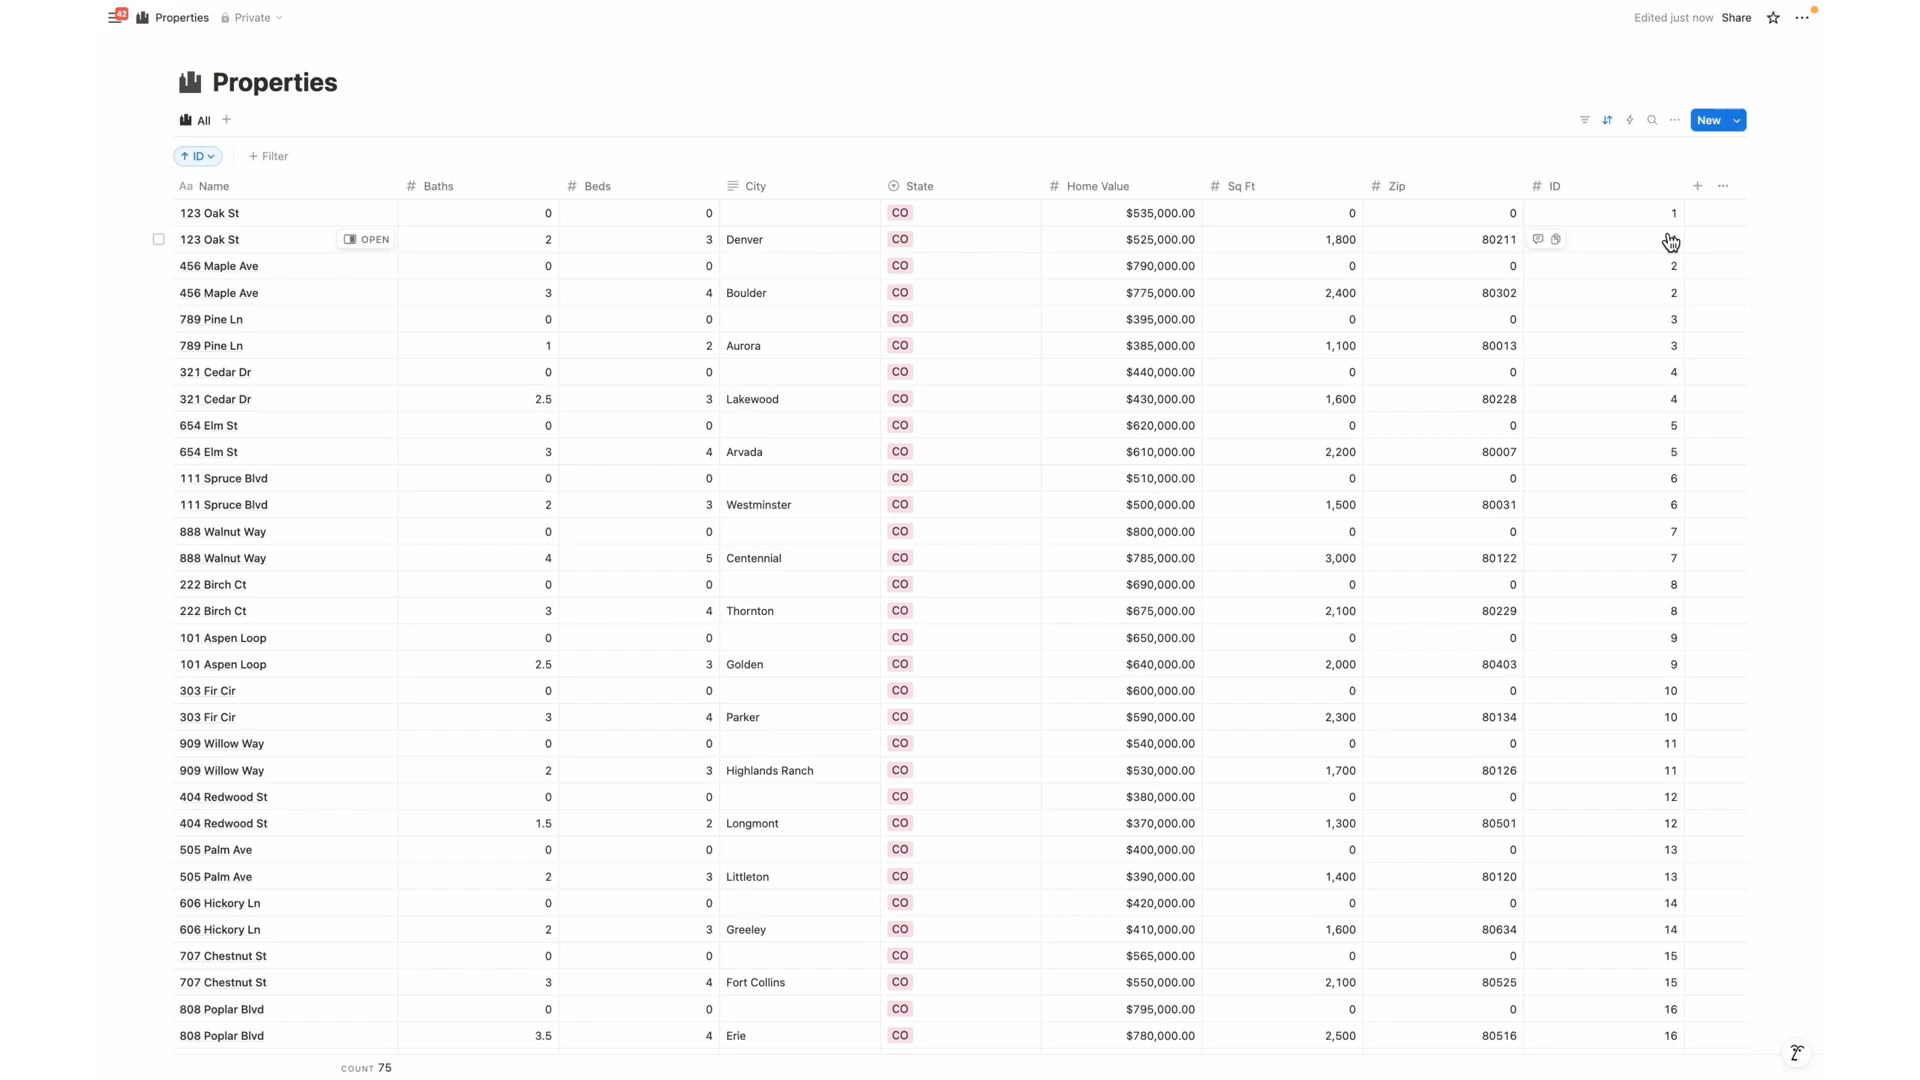 42 Properties Private Edited just now Share
Properties
All New
ID Filter
Aa Name # Baths # Beds City State # Home Value # Sq Ft # Zip # ID
123 Oak St 0 0 CO $535,000.00 0 0 1
123 Oak St OPEN 2 3 Denver CO $525,000.00 1,800 80211
456 Maple Ave 0 0 CO $790,000.00 0 0 2
456 Maple Ave 3 4 Boulder CO $775,000.00 2,400 80302 2
789 Pine Ln 0 0 CO $395,000.00 0 0 3
789 Pine Ln 1 2 Aurora CO $385,000.00 1,100 80013 3
321 Cedar Dr 0 0 CO $440,000.00 0 0 4
321 Cedar Dr 2.5 3 Lakewood CO $430,000.00 1,600 80228 4
654 Elm St 0 0 CO $620,000.00 0 0 5
654 Elm St 3 4 Arvada CO $610,000.00 2,200 80007 5
111 Spruce Blvd 0 0 CO $510,000.00 0 0 6
111 Spruce Blvd 2 3 Westminster CO $500,000.00 1,500 80031 6
888 Walnut Way 0 0 CO $800,000.00 0 0 7
888 Walnut Way 4 5 Centennial CO $785,000.00 3,000 80122 7
222 Birch Ct 0 0 CO $690,000.00 0 0 8
222 Birch Ct 3 4 Thornton CO $675,000.00 2,100 80229 8
101 Aspen Loop 0 0 CO $650,000.00 0 0 9
101 Aspen Loop 2.5 3 Golden CO $640,000.00 2,000 80403 9
303 Fir Cir 0 0 CO $600,000.00 0 0 10
303 Fir Cir 3 4 Parker CO $590,000.00 2,300 80134 10
909 Willow Way 0 0 CO $540,000.00 0 0 11
909 Willow Way 2 3 Highlands Ranch CO $530,000.00 1,700 80126 11
404 Redwood St 0 0 CO $380,000.00 0 0 12
404 Redwood St 1.5 2 Longmont CO $370,000.00 1,300 80501 12
505 Palm Ave 0 0 CO $400,000.00 0 0 13
505 Palm Ave 2 3 Littleton CO $390,000.00 1,400 80120 13
606 Hickory Ln 0 0 CO $420,000.00 0 0 14
606 Hickory Ln 2 3 Greeley CO $410,000.00 1,600 80634 14
707 Chestnut St 0 0 CO $565,000.00 0 0 15
707 Chestnut St 3 4 Fort Collins CO $550,000.00 2,100 80525 15
808 Poplar Blvd 0 0 CO $795,000.00 0 0 16
808 Poplar Blvd 3.5 4 Erie CO $780,000.00 2,500 80516 16
COUNT 75